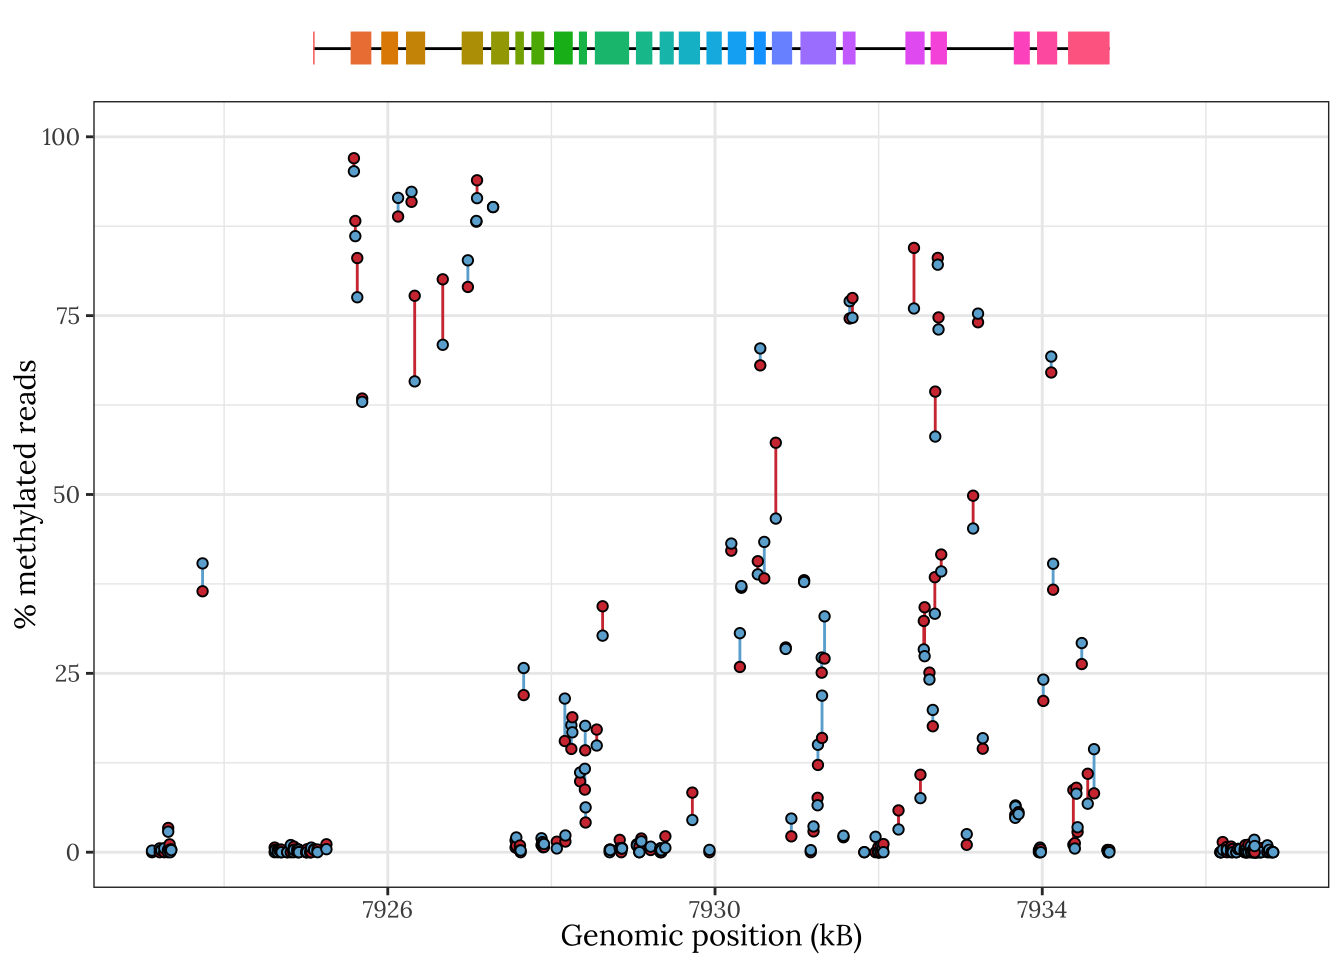 100
75
50
25
0
% methylated reads
7926 7930 7934
Genomic position (kB)